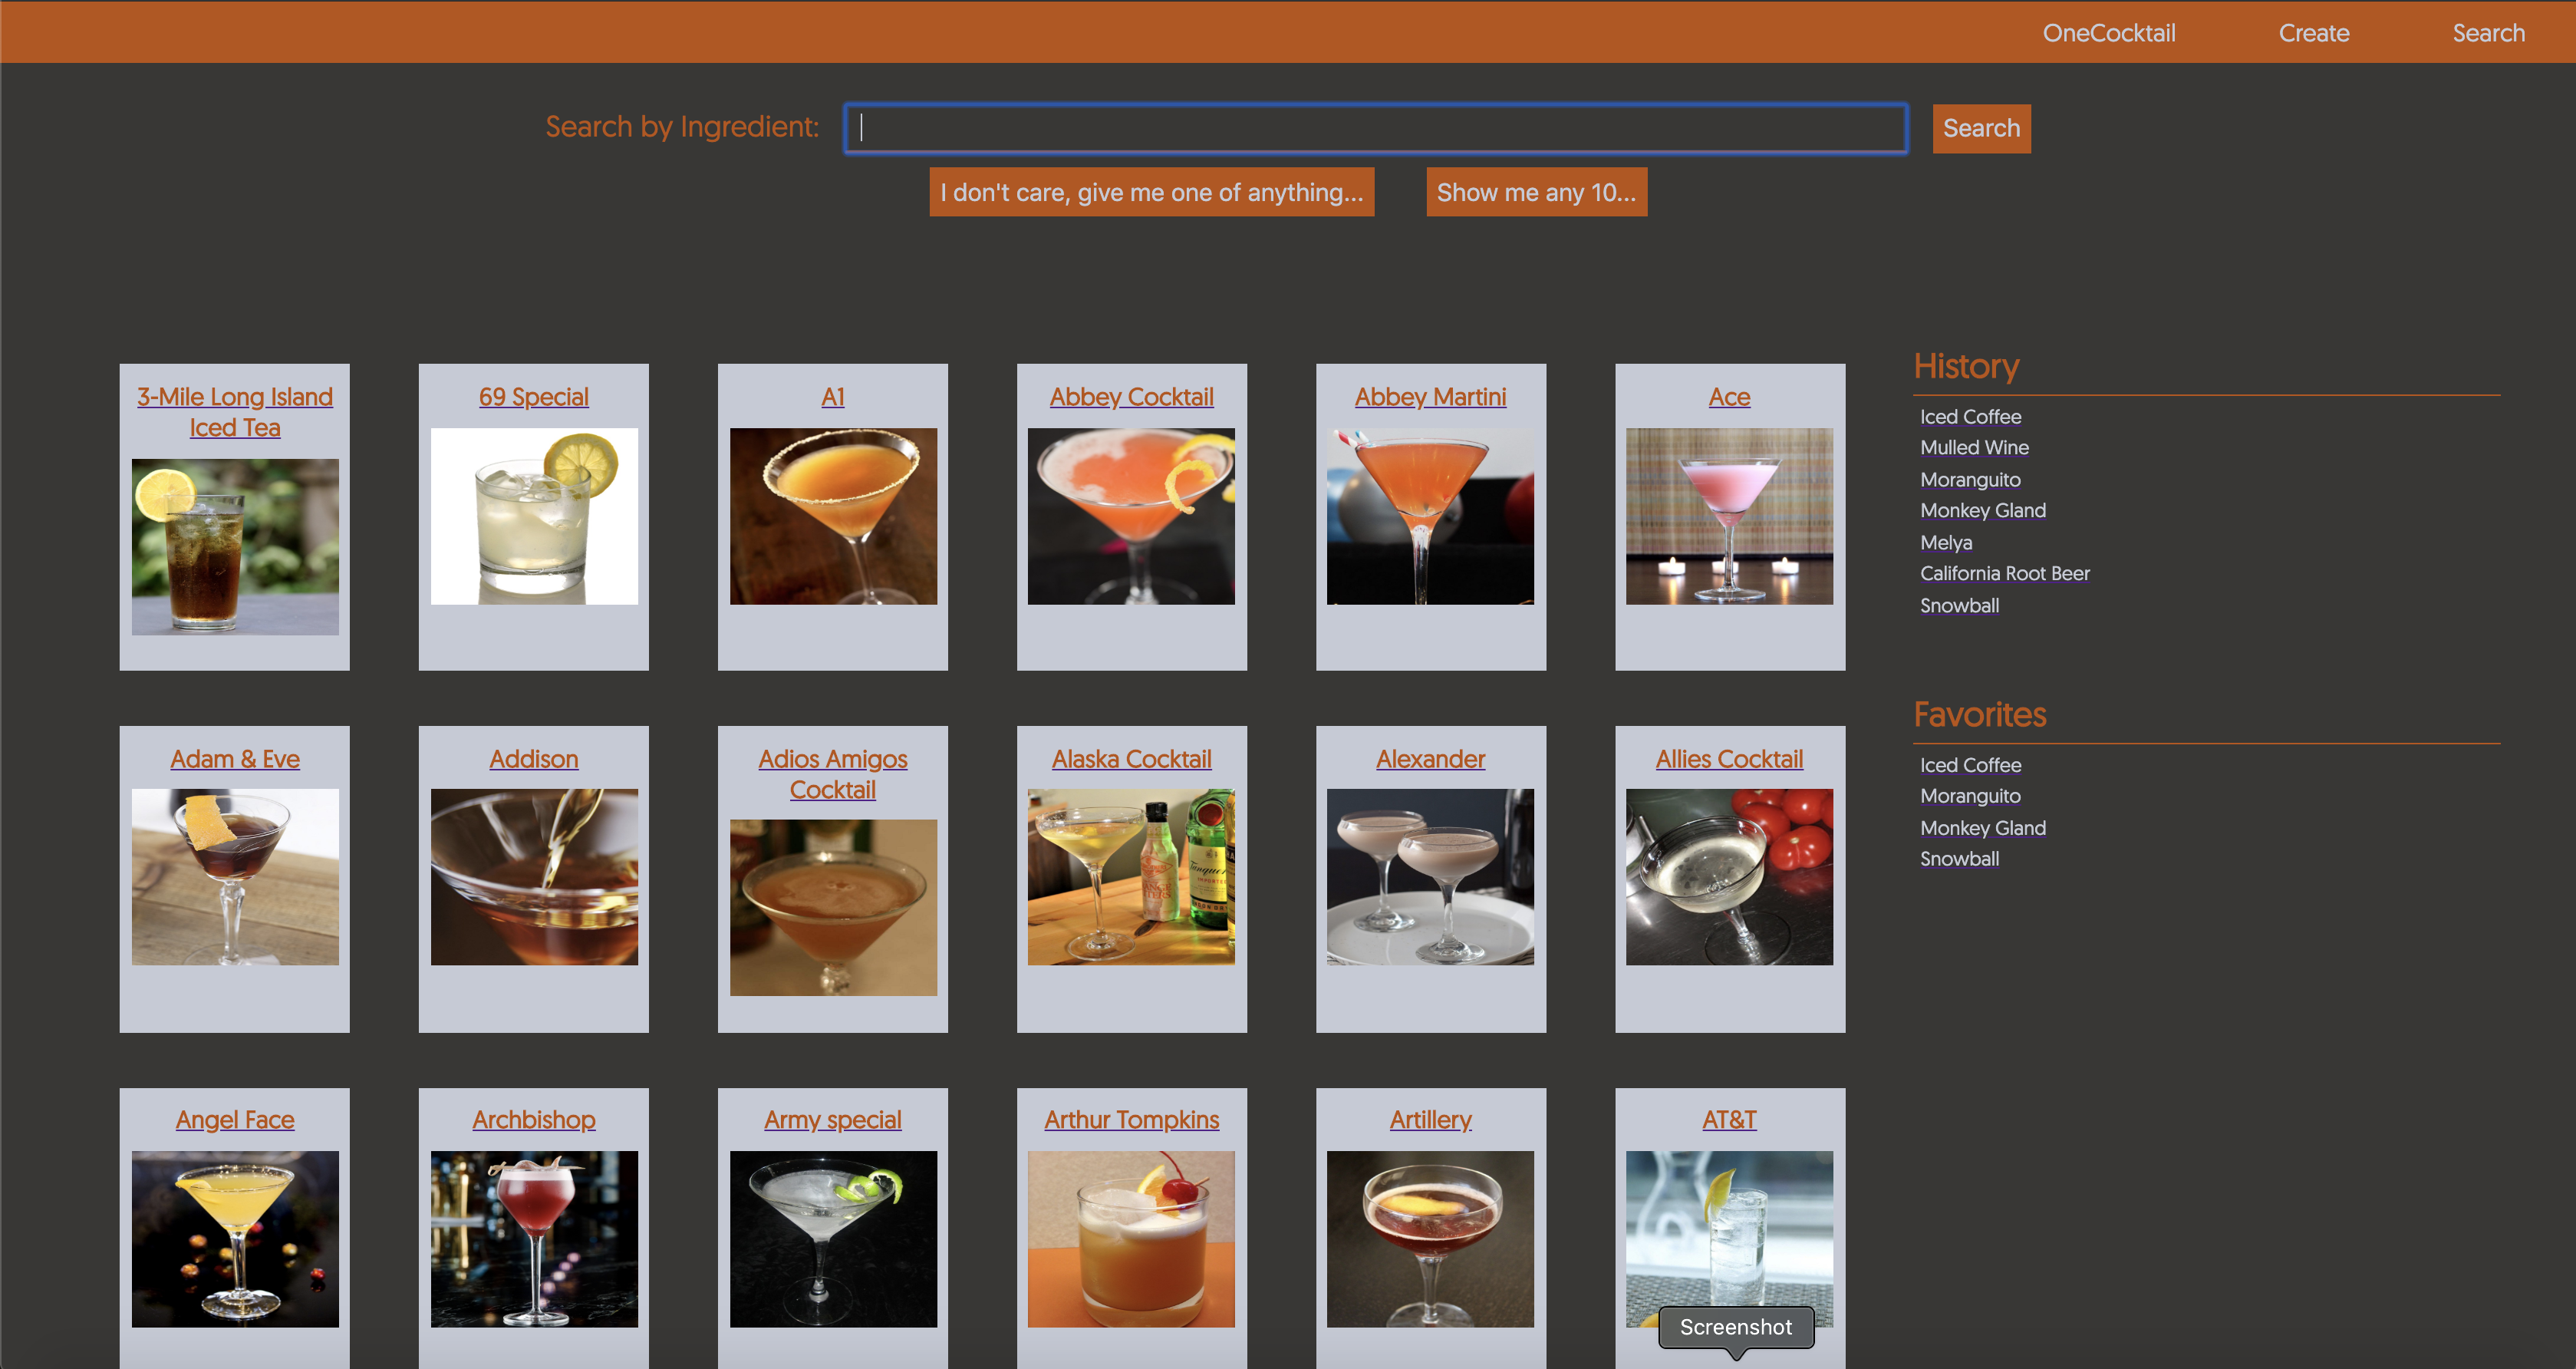 OneCocktail
Create
Search
Search by Ingredient:
Search
I don't care, give me one of anything...
Show me any 10...
3-Mile Long Island
Iced Tea
69 Special
A1
Abbey Cocktail
Abbey Martini
Ace
History
Iced Coffee
Mulled Wine
Moranguito
Monkey Gland
Melya
California Root Beer
Snowball
Favorites
Iced Coffee
Moranguito
Monkey Gland
Snowball
Adam & Eve
Addison
Adios Amigos
Cocktail
Alaska Cocktail
Alexander
Allies Cocktail
Angel Face
Archbishop
Army special
Arthur Tompkins
Artillery
AT&T
Screenshot